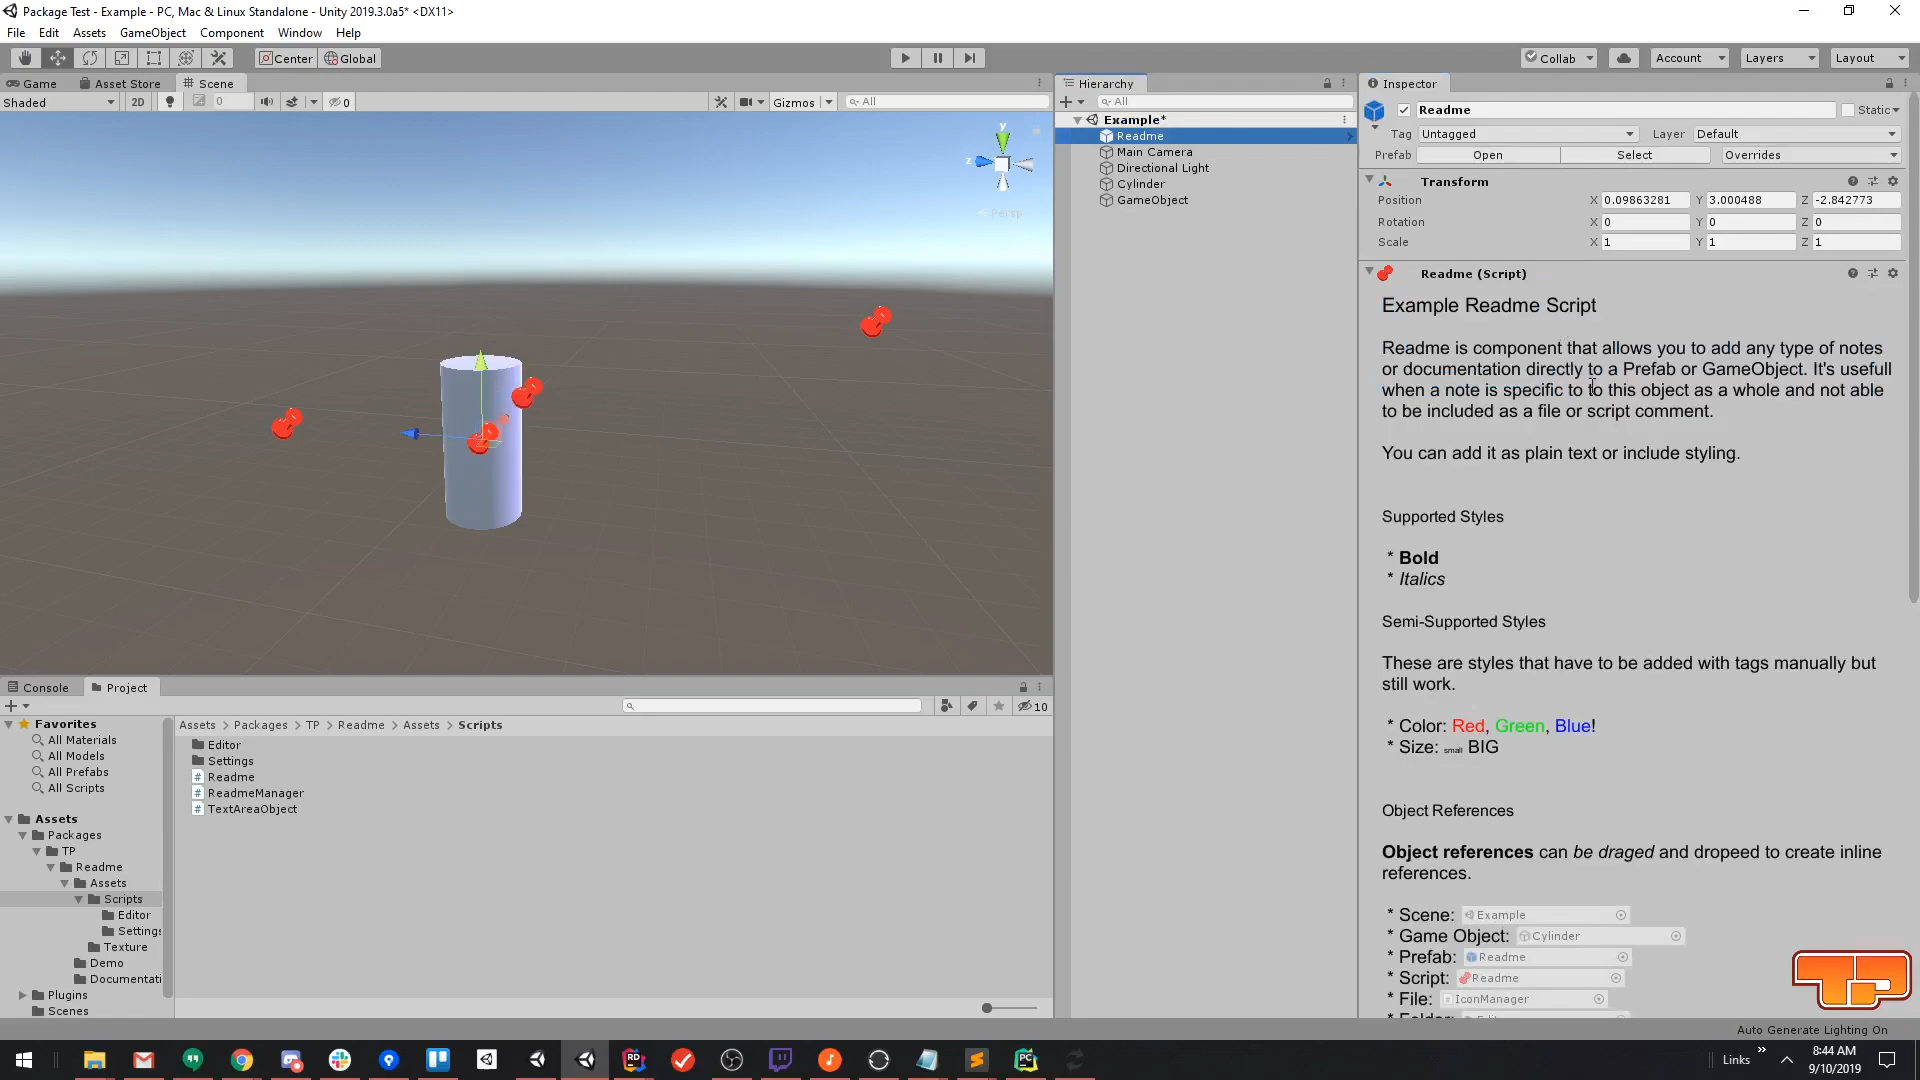 Package Test - Example - PC, Mac & Linux Standalone - Unity 2019.3.0a5* <DX11>
File Edit Assets GameObject Component Window Help
Center Global Collab Account Layers Layout
Game Asset Store Scene
Shaded 2D 0 0 Gizmos All
y
z
Persp
Hierarchy
All
Example*
Readme
Main Camera
Directional Light
Cylinder
GameObject
Inspector
Readme Static
Tag Untagged Layer Default
Prefab Open Select Overrides
Transform
Position X 0.09863281 Y 3.000488 Z -2.842773
Rotation X 0 Y 0 Z 0
Scale X 1 Y 1 Z 1
Readme (Script)
Example Readme Script
Readme is component that allows you to add any type of notes
or documentation directly to a Prefab or GameObject. It's usefull
when a note is specific to to this object as a whole and not able
to be included as a file or script comment.
You can add it as plain text or include styling.
Supported Styles
* Bold
* Italics
Semi-Supported Styles
These are styles that have to be added with tags manually but
still work.
* Color: Red, Green, Blue!
* Size: small BIG
Object References
Object references can be draged and dropeed to create inline
references.
* Scene: Example
* Game Object: Cylinder
* Prefab: Readme
* Script: Readme
* File: IconManager
Console Project
10
Favorites
All Materials
All Models
All Prefabs
All Scripts
Assets
Packages
TP
Readme
Assets
Scripts
Editor
Settings
Texture
Demo
Documentati
Plugins
Scenes
Assets > Packages > TP > Readme > Assets > Scripts
Editor
Settings
Readme
ReadmeManager
TextAreaObject
TP
Auto Generate Lighting On
Links 8:44 AM
9/10/2019